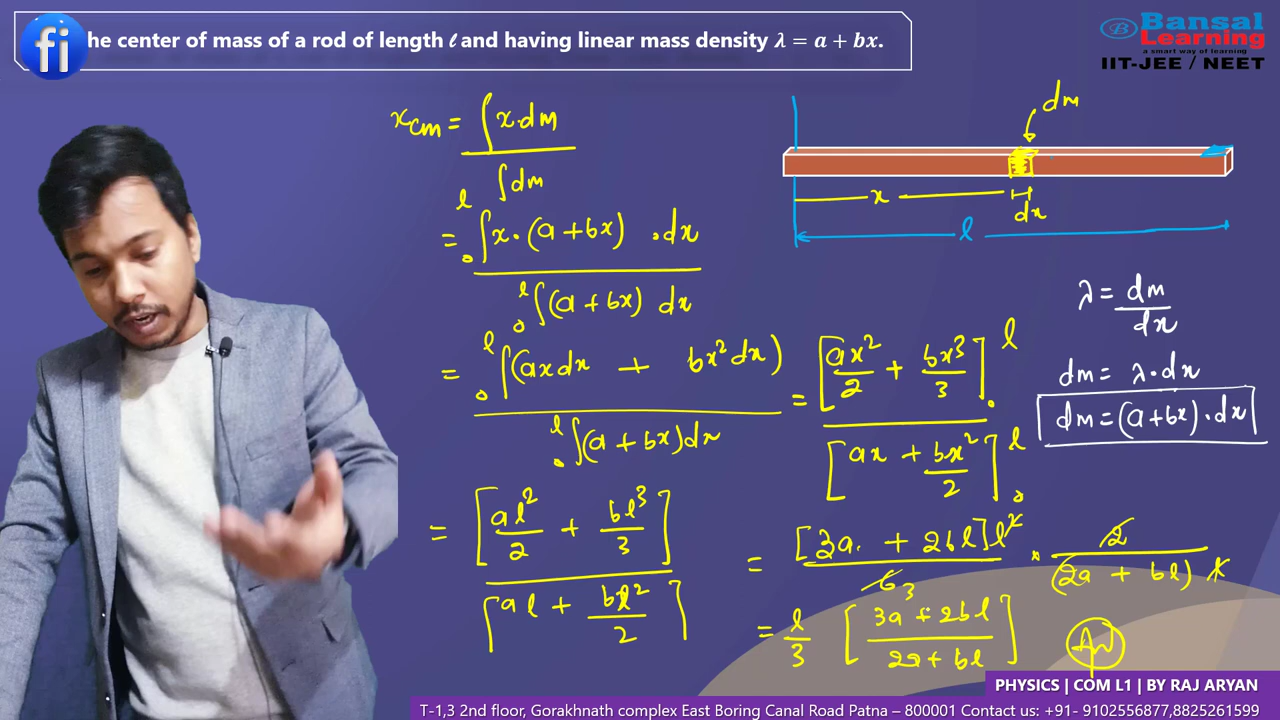 fi
he center of mass of a rod of length ℓ and having linear mass density λ = a + bx.
B
Bansal
Learning
a smart way of learning
IIT-JEE / NEET
x_cm = ∫ x·dm / ∫ dm
= ₀∫^l x·(a+bx) ·dx / ₀∫^l (a + bx) dx
= ₀∫^l (axdx + bx²dx) / ₀∫^l (a + bx)dx
= [ax²/2 + bx³/3]₀^l / [ax + bx²/2]₀^l
= [al²/2 + bl³/3] / [al + bl²/2]
= [3a + 2bl]l² / 6 3 × 2 / (2a + bl) l
= l/3 [3a + 2bl / 2a + bl]
Ans
dm
x
dx
l
λ = dm/dx
dm = λ·dx
dm = (a+bx)·dx
PHYSICS | COM L1 | BY RAJ ARYAN
T-1,3 2nd floor, Gorakhnath complex East Boring Canal Road Patna – 800001 Contact us: +91- 9102556877,8825261599